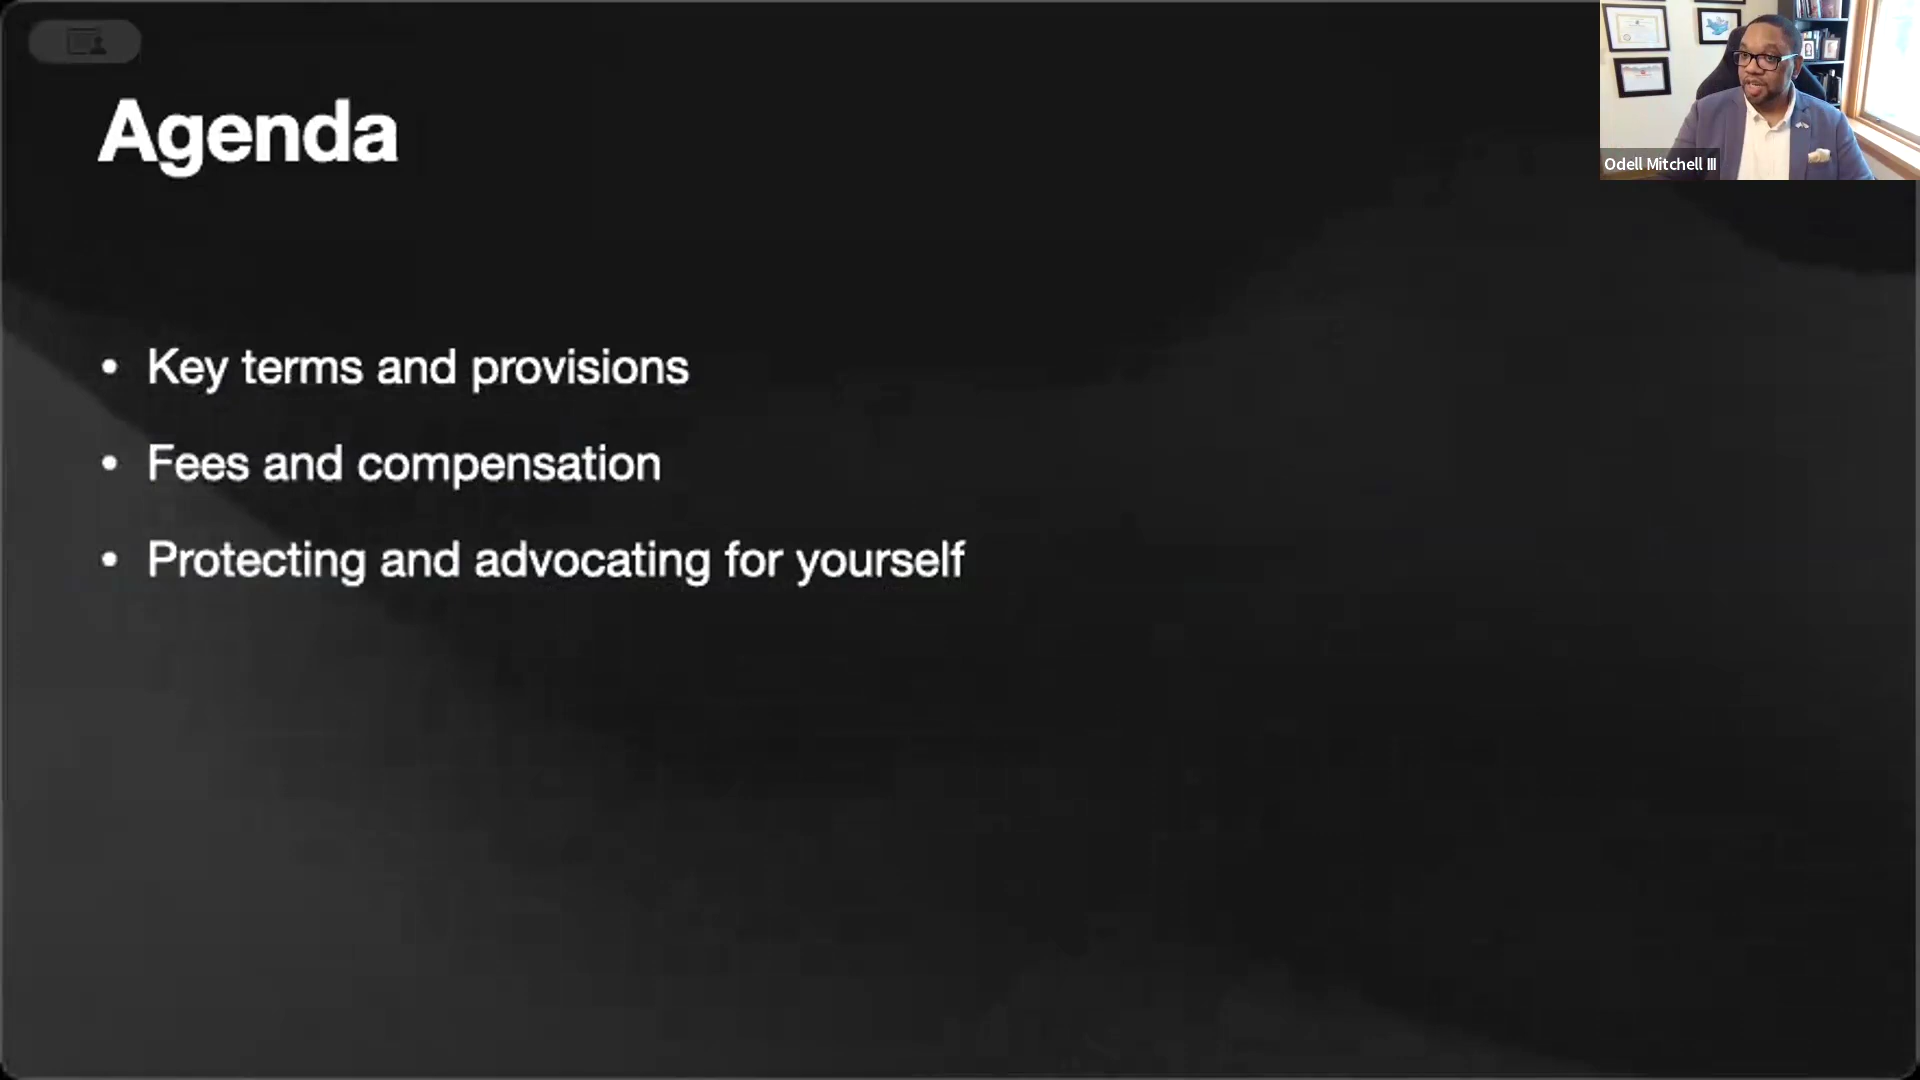 Agenda
• Key terms and provisions
• Fees and compensation
• Protecting and advocating for yourself
Odell Mitchell III